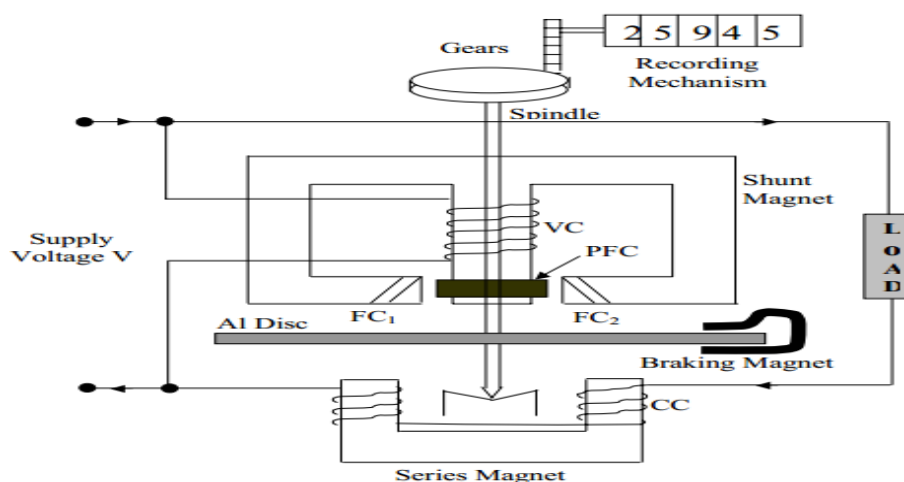 2 5 9 4 5
Gears
Recording
Mechanism
Spindle
Shunt
Magnet
VC
LOAD
Supply
Voltage V
PFC
FC₁
FC₂
Al Disc
Braking Magnet
CC
Series Magnet